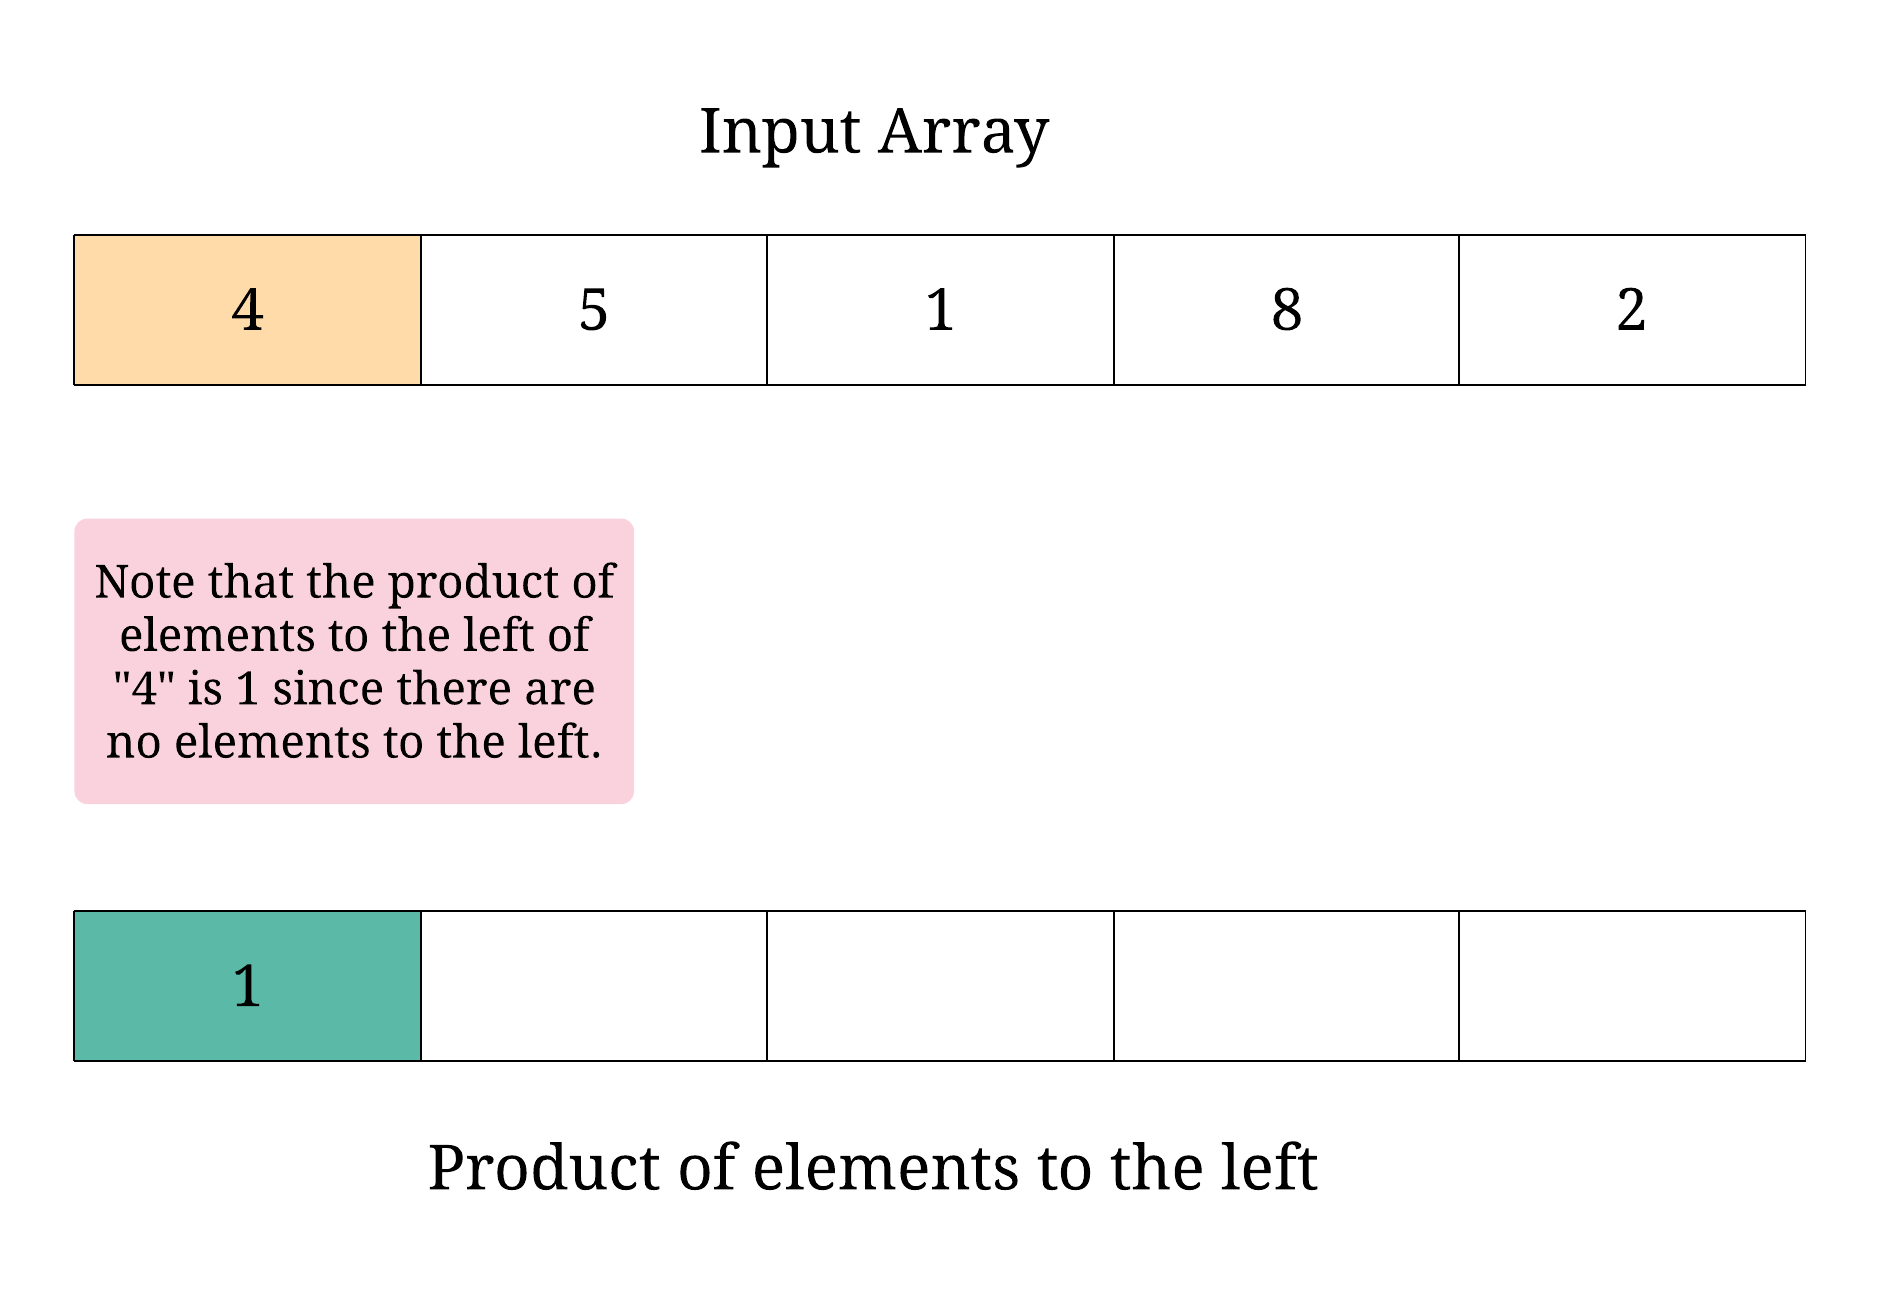 Input Array
4 5 1 8 2
Note that the product of
elements to the left of
"4" is 1 since there are
no elements to the left.
1
Product of elements to the left